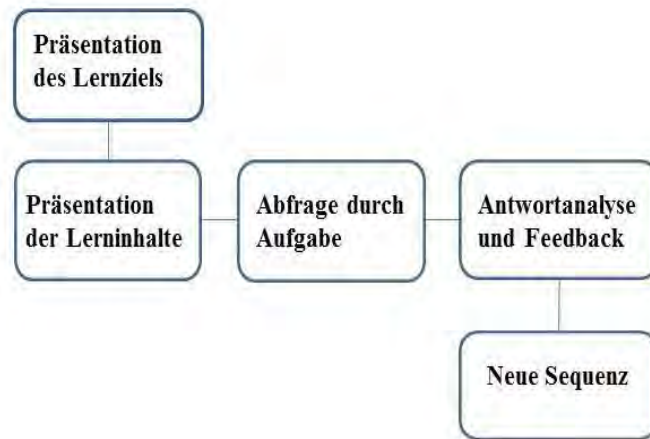 Präsentation
des Lernziels
Präsentation
der Lerninhalte
Abfrage durch
Aufgabe
Antwortanalyse
und Feedback
Neue Sequenz